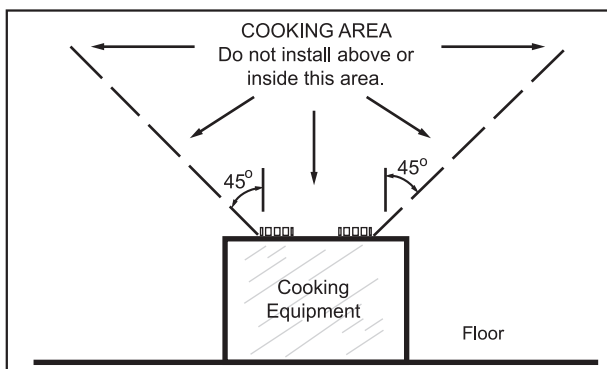 COOKING AREA
Do not install above or
inside this area.
45°
45°
Cooking
Equipment
Floor